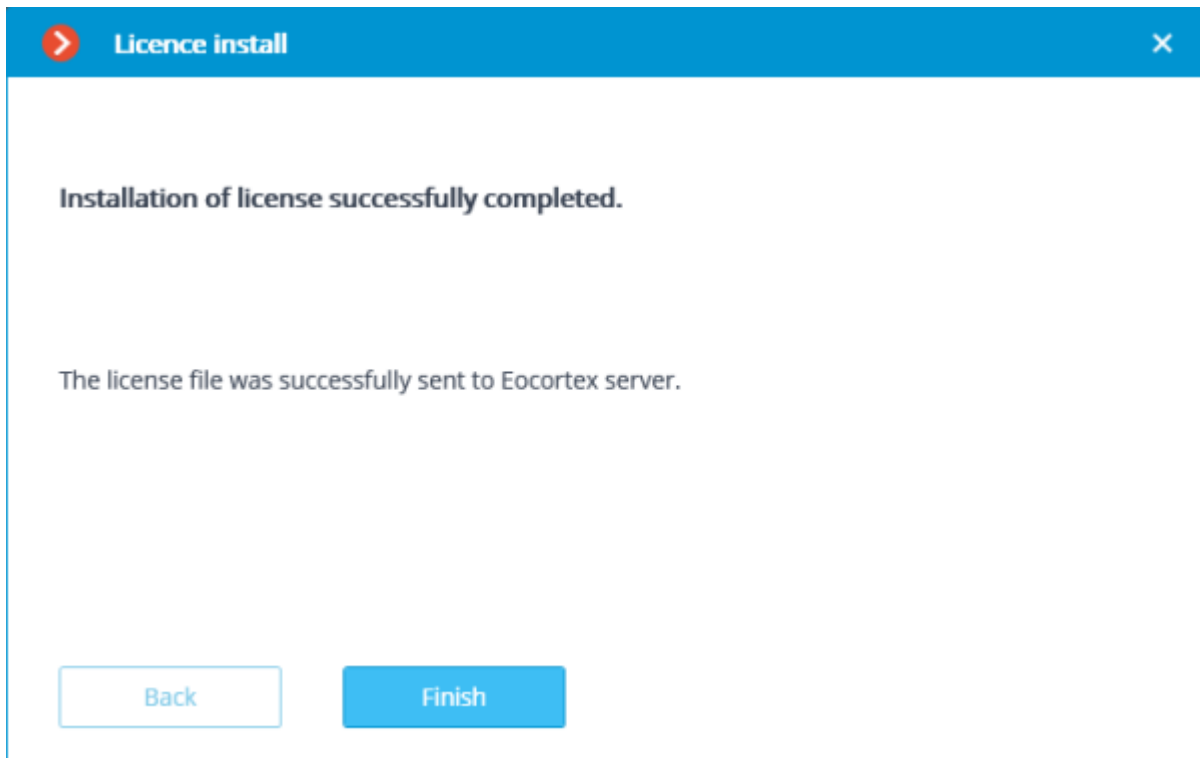 Licence install
Installation of license successfully completed.
The license file was successfully sent to Eocortex server.
Back
Finish